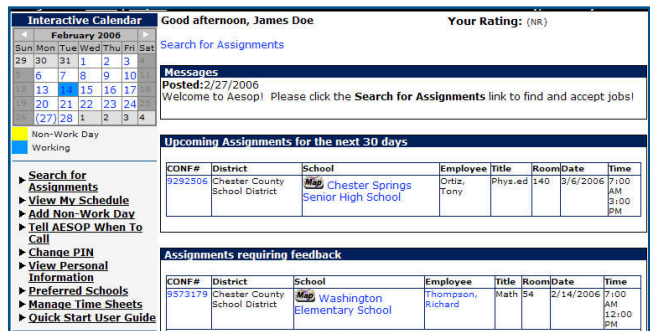 Interactive Calendar
February 2006
Sun Mon Tue Wed Thu Fri Sat
29 30 31 1 2 3 4
5 6 7 8 9 10 11
12 13 14 15 16 17 18
19 20 21 22 23 24 25
26 (27) 28 1 2 3 4
Non-Work Day
Working
Search for
Assignments
View My Schedule
Add Non-Work Day
Tell AESOP When To
Call
Change PIN
View Personal
Information
Preferred Schools
Manage Time Sheets
Quick Start User Guide
Good afternoon, James Doe Your Rating: (NR)
Search for Assignments
Messages
Posted:2/27/2006
Welcome to Aesop! Please click the Search for Assignments link to find and accept jobs!
Upcoming Assignments for the next 30 days
CONF# District School Employee Title Room Date Time
9292506 Chester County Map Chester Springs Ortiz, Phys.ed 140 3/6/2006 7:00
School District Senior High School Tony AM
3:00
PM
Assignments requiring feedback
CONF# District School Employee Title Room Date Time
9573179 Chester County Map Washington Thompson, Math 54 2/14/2006 7:00
School District Elementary School Richard AM
12:00
PM